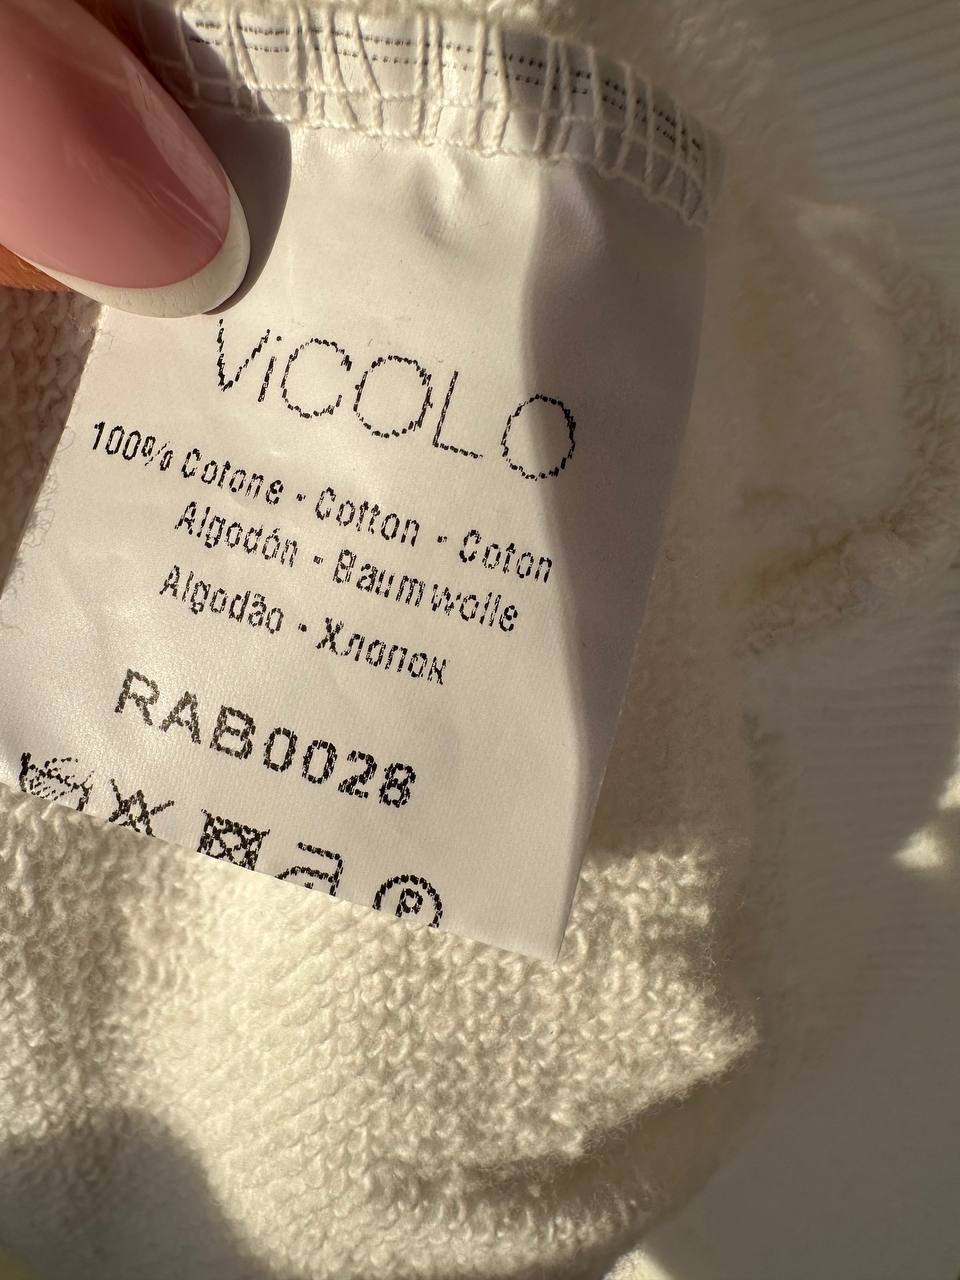 ViCOLO
100% Cotone - Cotton - Coton
Algodón - Baumwolle
Algodão - Хлопок
RAB0028
P